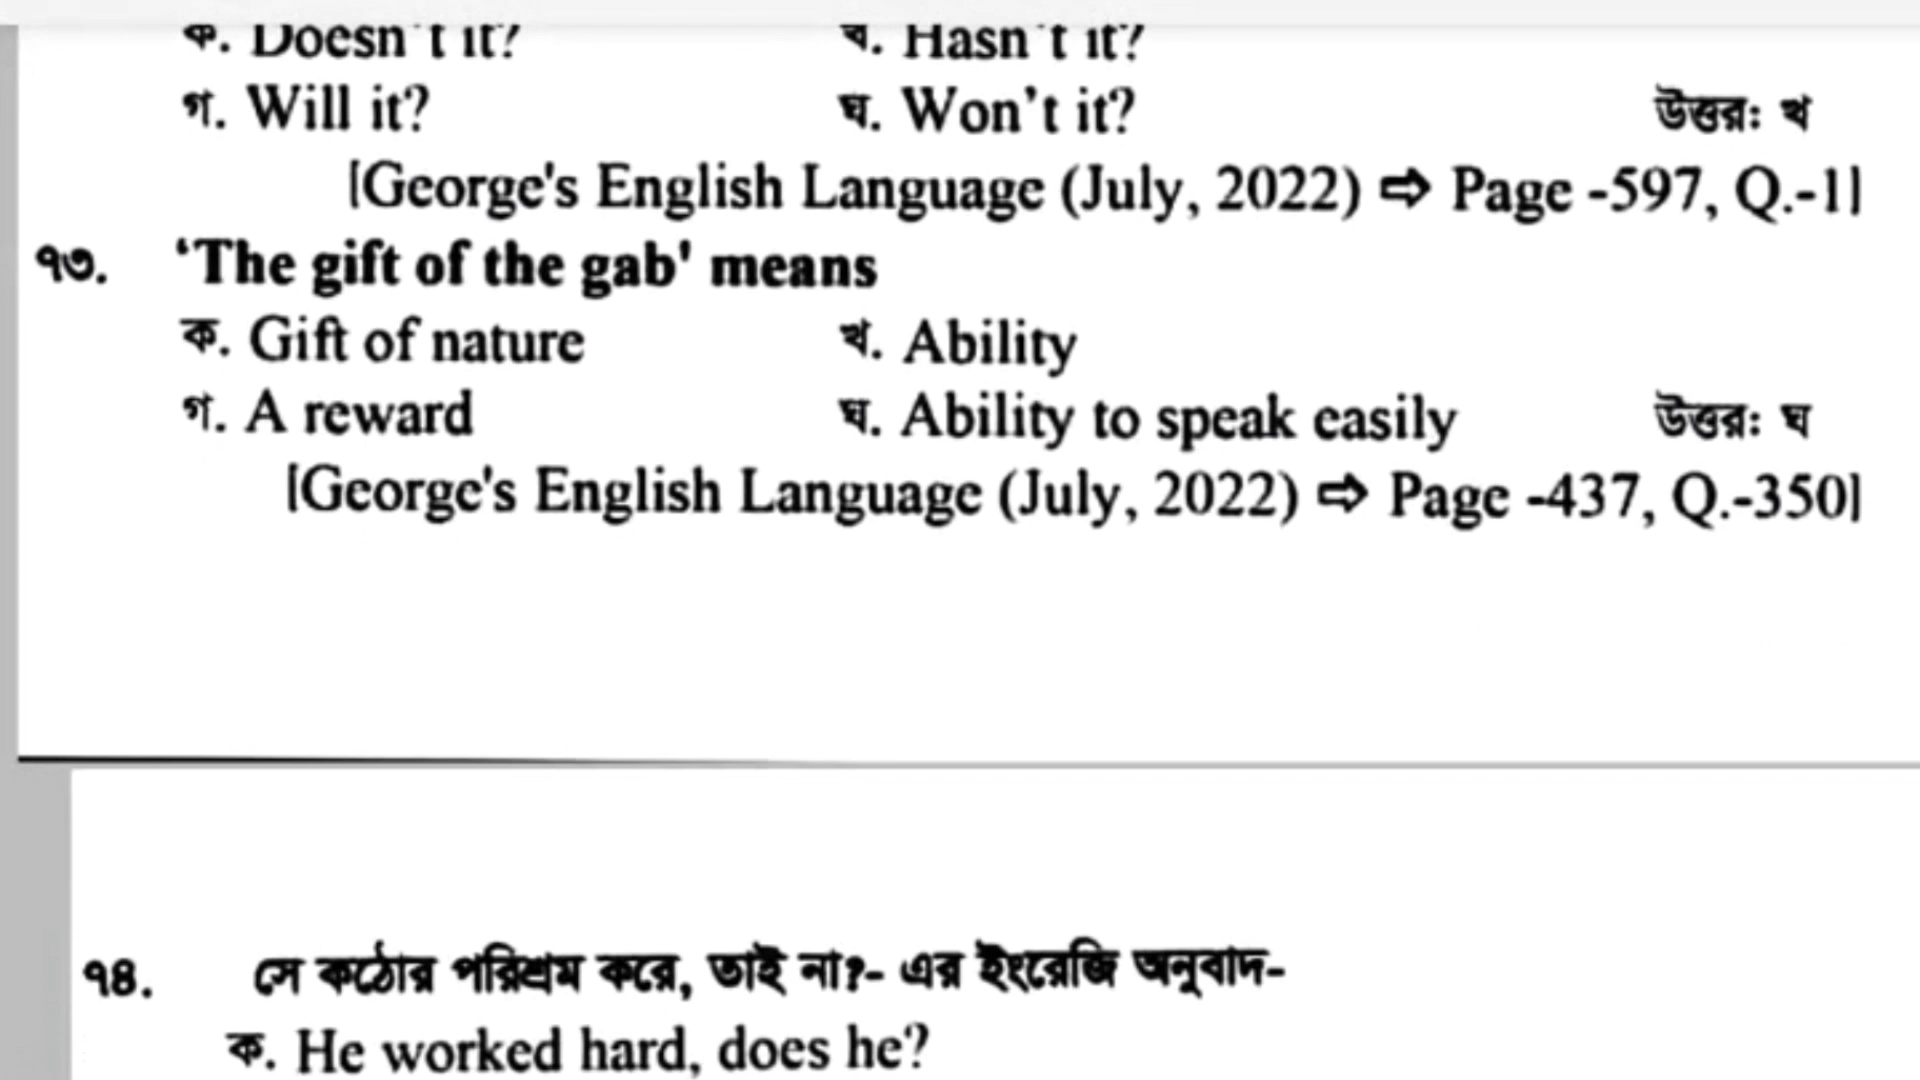 ক. Doesn't it? খ. Hasn't it?
গ. Will it? ঘ. Won't it? উত্তরঃ খ
[George's English Language (July, 2022) ⇨ Page -597, Q.-1]
৭৩. 'The gift of the gab' means
ক. Gift of nature খ. Ability
গ. A reward ঘ. Ability to speak easily উত্তরঃ ঘ
[George's English Language (July, 2022) ⇨ Page -437, Q.-350]
৭৪. সে কঠোর পরিশ্রম করে, তাই না?- এর ইংরেজি অনুবাদ-
ক. He worked hard, does he?